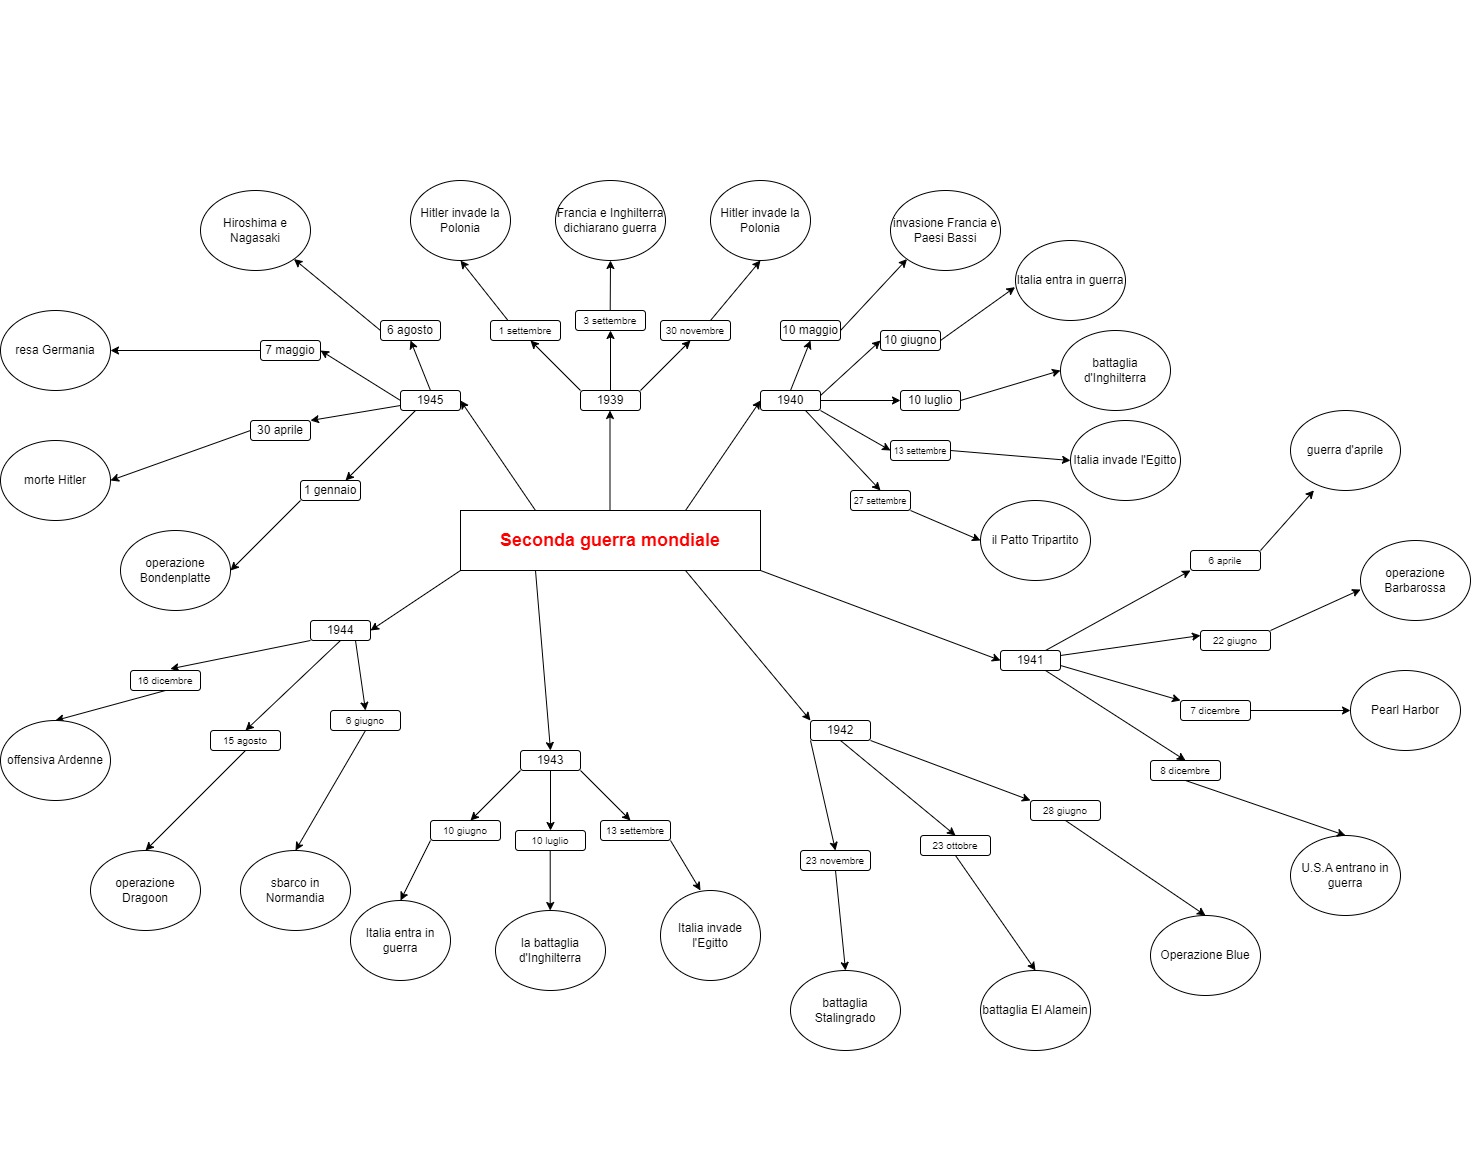 Seconda guerra mondiale
1939
1 settembre
Hitler invade la
Polonia
3 settembre
Francia e Inghilterra
dichiarano guerra
30 novembre
Hitler invade la
Polonia
1940
10 maggio
invasione Francia e
Paesi Bassi
10 giugno
Italia entra in guerra
10 luglio
battaglia
d'Inghilterra
13 settembre
Italia invade l'Egitto
27 settembre
il Patto Tripartito
1941
6 aprile
guerra d'aprile
22 giugno
operazione
Barbarossa
7 dicembre
Pearl Harbor
8 dicembre
U.S.A entrano in
guerra
1942
28 giugno
Operazione Blue
23 ottobre
battaglia El Alamein
23 novembre
battaglia
Stalingrado
1943
10 giugno
Italia entra in
guerra
10 luglio
la battaglia
d'Inghilterra
13 settembre
Italia invade
l'Egitto
1944
6 giugno
sbarco in
Normandia
15 agosto
operazione
Dragoon
16 dicembre
offensiva Ardenne
1945
1 gennaio
operazione
Bondenplatte
30 aprile
morte Hitler
7 maggio
resa Germania
6 agosto
Hiroshima e
Nagasaki